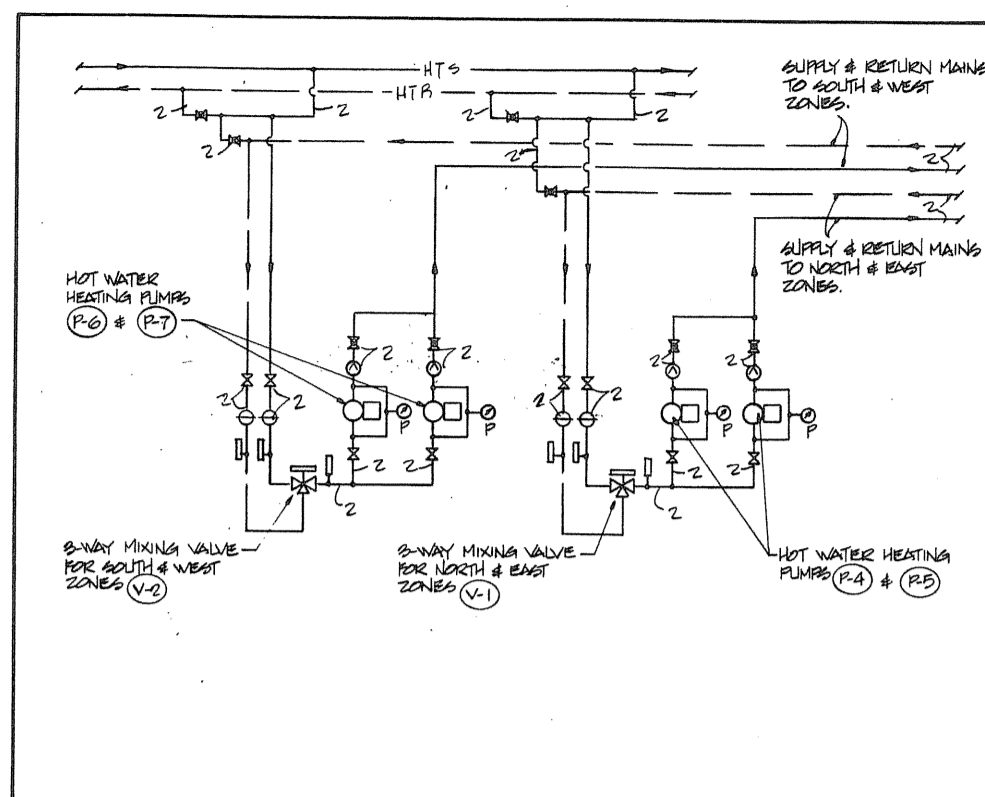 HTS
HTR
SUPPLY & RETURN MAINS
TO SOUTH & WEST
ZONES.
2
2
2
2
2
2
2
2
SUPPLY & RETURN MAINS
TO NORTH & EAST
ZONES.
HOT WATER
HEATING PUMPS
P-6 & P-7
2
2
2
2
2
2
2
2
P
P
P
P
2
2
2
2
2
2
3-WAY MIXING VALVE
FOR SOUTH & WEST
ZONES V-2
3-WAY MIXING VALVE
FOR NORTH & EAST
ZONES V-1
HOT WATER HEATING
PUMPS P-4 & P-5